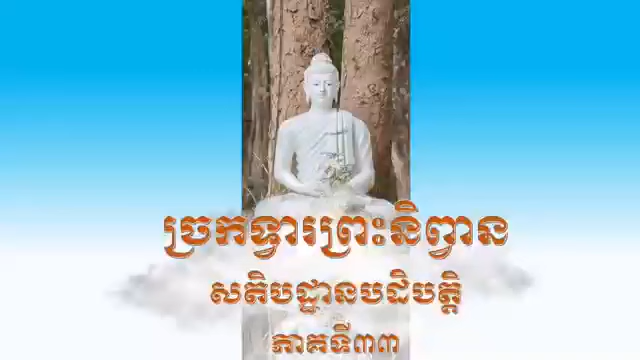 ច្រកទ្វារព្រះនិព្វាន
សតិបដ្ឋានបដិបត្តិ
ភាគទី៣៣